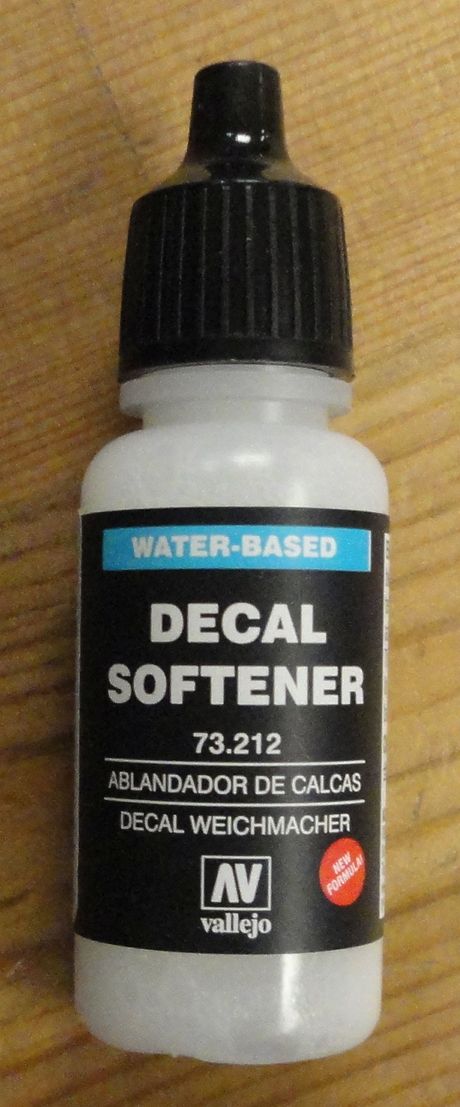 WATER-BASED
DECAL
SOFTENER
73.212
ABLANDADOR DE CALCAS
DECAL WEICHMACHER
NEW
FORMULA!
AV
vallejo